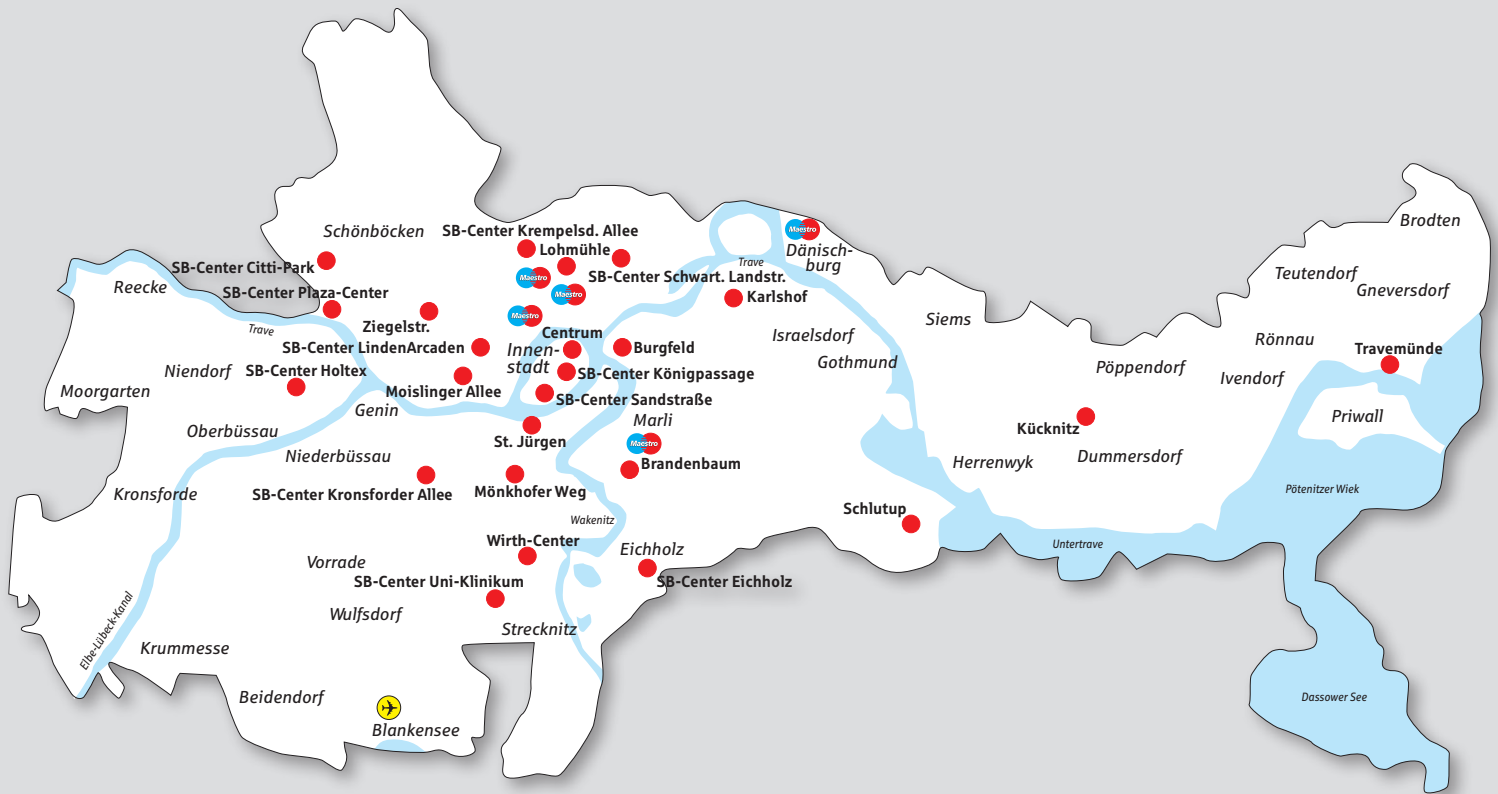 Brodten
Schönböcken
SB-Center Krempelsd. Allee
Maestro
Lohmühle
Dänisch-
burg
Trave
SB-Center Citti-Park
SB-Center Schwart. Landstr.
Teutendorf
Reecke
Maestro
Gneversdorf
SB-Center Plaza-Center
Maestro
Karlshof
Maestro
Siems
Trave
Ziegelstr.
Centrum
Israelsdorf
Rönnau
SB-Center LindenArcaden
Innen-
stadt
Burgfeld
Travemünde
Gothmund
Niendorf
SB-Center Holtex
SB-Center Königpassage
Pöppendorf
Ivendorf
Moorgarten
Moislinger Allee
SB-Center Sandstraße
Genin
Marli
Priwall
Oberbüssau
St. Jürgen
Maestro
Kücknitz
Niederbüssau
Brandenbaum
Herrenwyk
Dummersdorf
Kronsforde
SB-Center Kronsforder Allee
Mönkhofer Weg
Pötenitzer Wiek
Schlutup
Wakenitz
Wirth-Center
Untertrave
Eichholz
Vorrade
SB-Center Uni-Klinikum
SB-Center Eichholz
Wulfsdorf
Strecknitz
Elbe-Lübeck-Kanal
Krummesse
Beidendorf
Dassower See
Blankensee